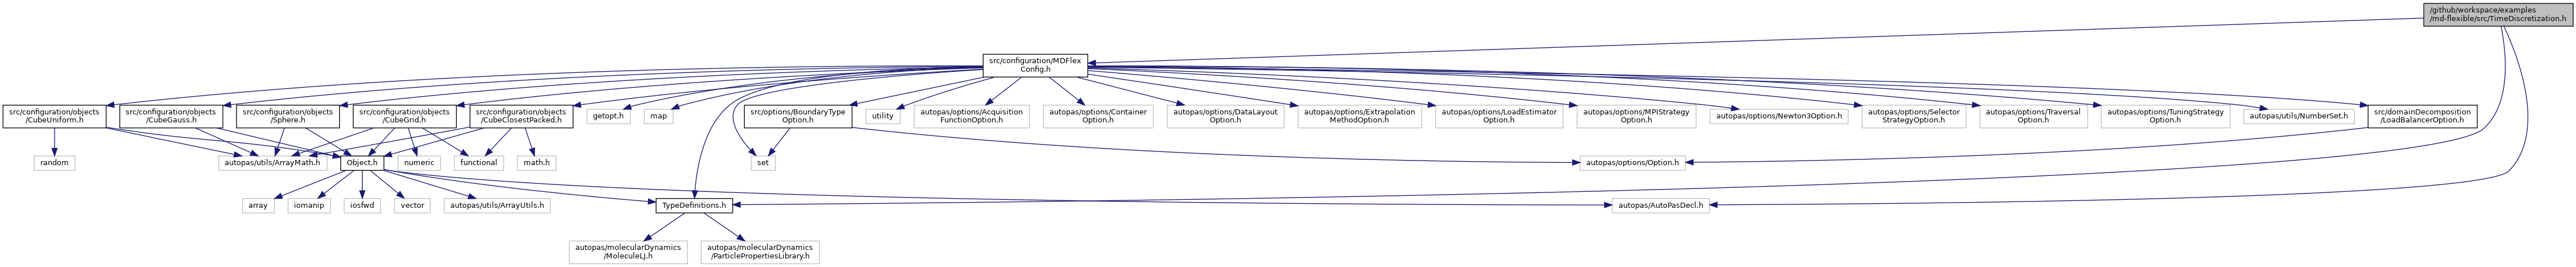 /github/workspace/examples
/md-flexible/src/TimeDiscretization.h
src/configuration/MDFlex
Config.h
src/configuration/objects
/CubeUniform.h
src/configuration/objects
/CubeGauss.h
src/configuration/objects
/Sphere.h
src/configuration/objects
/CubeGrid.h
src/configuration/objects
/CubeClosestPacked.h
getopt.h
map
src/options/BoundaryType
Option.h
utility
autopas/options/Acquisition
FunctionOption.h
autopas/options/Container
Option.h
autopas/options/DataLayout
Option.h
autopas/options/Extrapolation
MethodOption.h
autopas/options/LoadEstimator
Option.h
autopas/options/MPIStrategy
Option.h
autopas/options/Newton3Option.h
autopas/options/Selector
StrategyOption.h
autopas/options/Traversal
Option.h
autopas/options/TuningStrategy
Option.h
autopas/utils/NumberSet.h
src/domainDecomposition
/LoadBalancerOption.h
random
autopas/utils/ArrayMath.h
Object.h
numeric
functional
math.h
set
autopas/options/Option.h
array
iomanip
iosfwd
vector
autopas/utils/ArrayUtils.h
TypeDefinitions.h
autopas/AutoPasDecl.h
autopas/molecularDynamics
/MoleculeLJ.h
autopas/molecularDynamics
/ParticlePropertiesLibrary.h